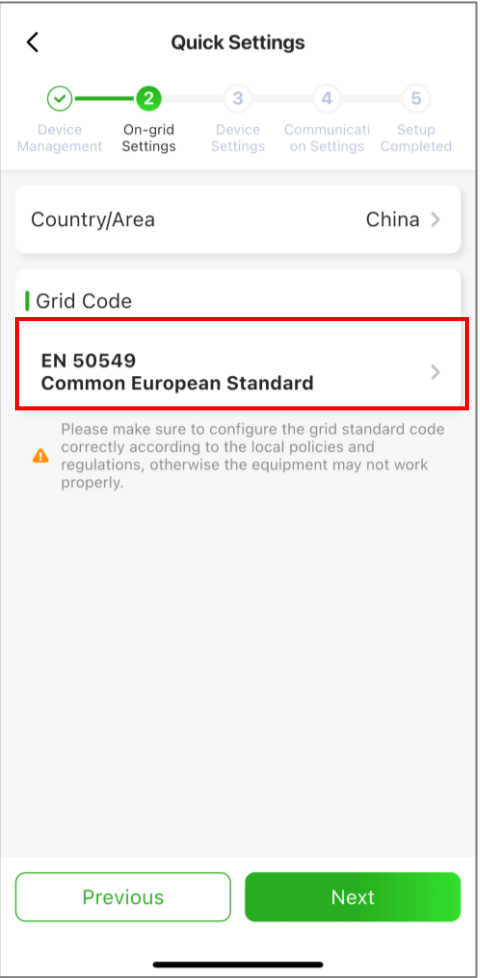 Quick Settings
2
3
4
5
Device
Management
On-grid
Settings
Device
Settings
Communicati
on Settings
Setup
Completed
Country/Area
China
Grid Code
EN 50549
Common European Standard
Please make sure to configure the grid standard code
correctly according to the local policies and
regulations, otherwise the equipment may not work
properly.
Previous
Next